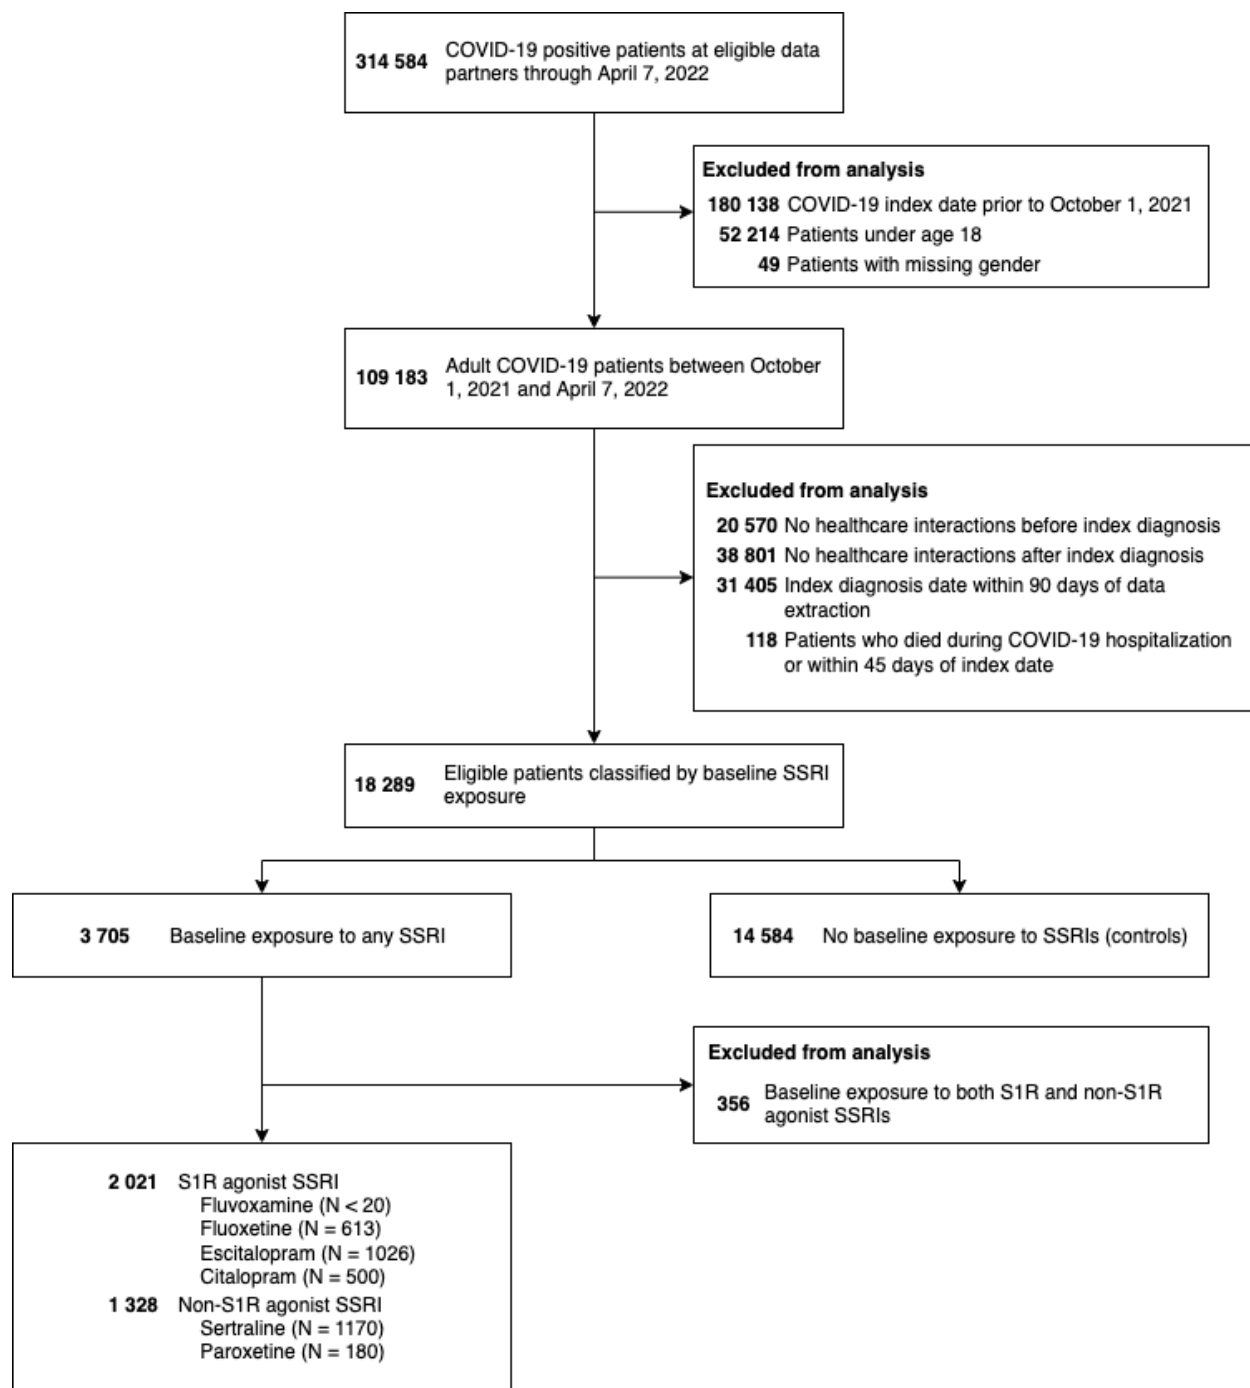 314 584 COVID-19 positive patients at eligible data
partners through April 7, 2022
Excluded from analysis
180 138 COVID-19 index date prior to October 1, 2021
52 214 Patients under age 18
49 Patients with missing gender
109 183 Adult COVID-19 patients between October
1, 2021 and April 7, 2022
Excluded from analysis
20 570 No healthcare interactions before index diagnosis
38 801 No healthcare interactions after index diagnosis
31 405 Index diagnosis date within 90 days of data
extraction
118 Patients who died during COVID-19 hospitalization
or within 45 days of index date
18 289 Eligible patients classified by baseline SSRI
exposure
3 705 Baseline exposure to any SSRI
14 584 No baseline exposure to SSRIs (controls)
Excluded from analysis
356 Baseline exposure to both S1R and non-S1R
agonist SSRIs
2 021 S1R agonist SSRI
Fluvoxamine (N < 20)
Fluoxetine (N = 613)
Escitalopram (N = 1026)
Citalopram (N = 500)
1 328 Non-S1R agonist SSRI
Sertraline (N = 1170)
Paroxetine (N = 180)